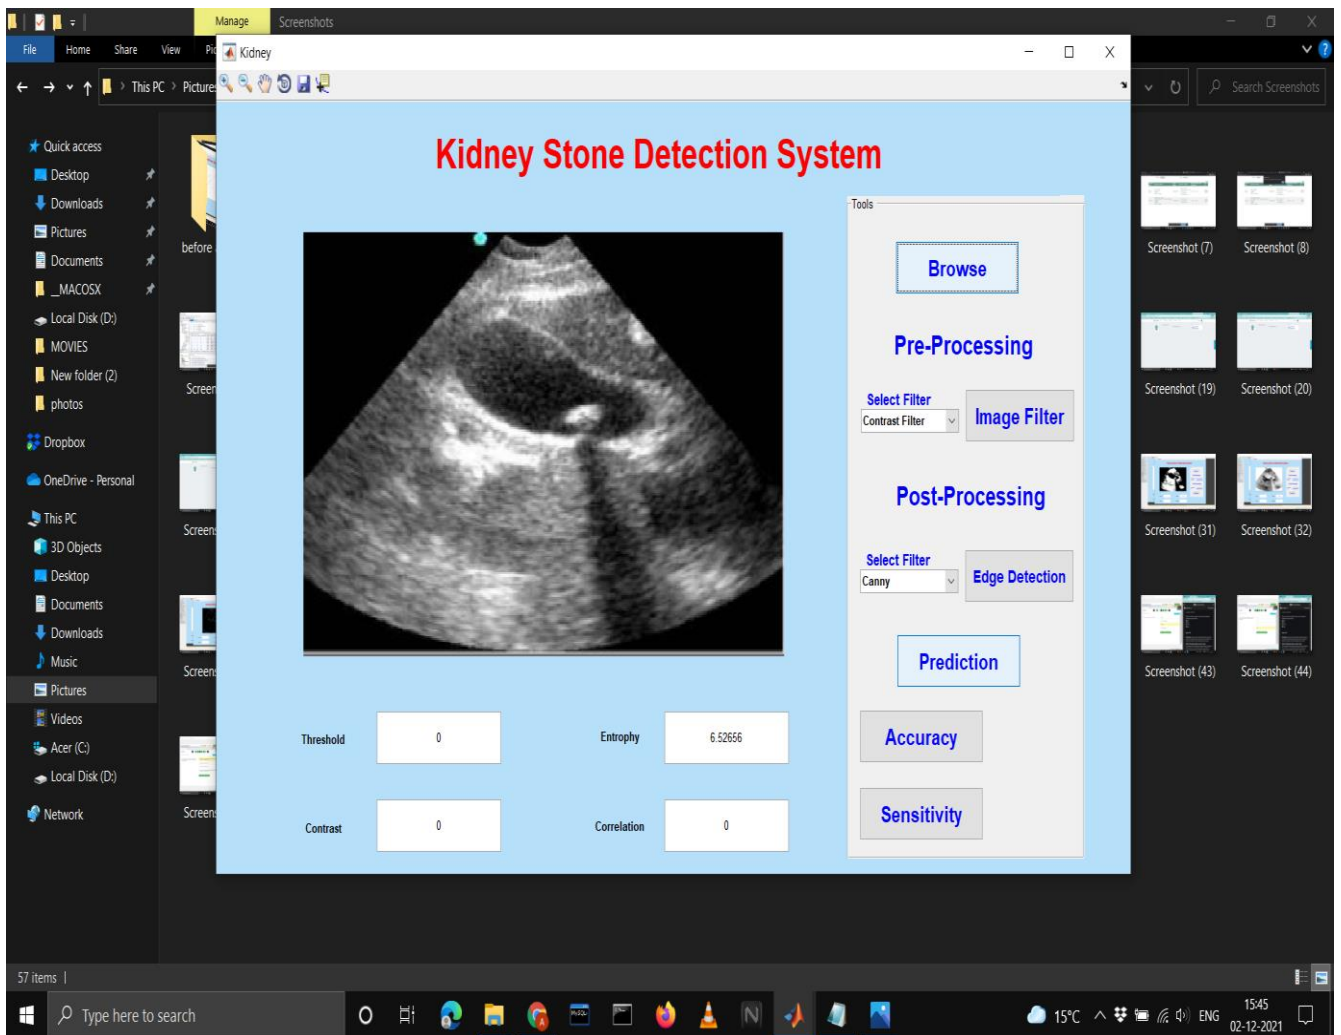 Manage Screenshots
File Home Share View Pic
Kidney
This PC > Pictures
Search Screenshots
Quick access
Desktop
Downloads
Pictures
Documents
_MACOSX
Local Disk (D:)
MOVIES
New folder (2)
photos
Dropbox
OneDrive - Personal
This PC
3D Objects
Desktop
Documents
Downloads
Music
Pictures
Videos
Acer (C:)
Local Disk (D:)
Network
before
Screen
Screens
Screens
Screens
Kidney Stone Detection System
Tools
Browse
Pre-Processing
Select Filter
Contrast Filter
Image Filter
Post-Processing
Select Filter
Canny
Edge Detection
Prediction
Accuracy
Sensitivity
Threshold 0
Entrophy 6.52656
Contrast 0
Correlation 0
Screenshot (7) Screenshot (8)
Screenshot (19) Screenshot (20)
Screenshot (31) Screenshot (32)
Screenshot (43) Screenshot (44)
57 items
Type here to search
15°C
ENG
15:45
02-12-2021